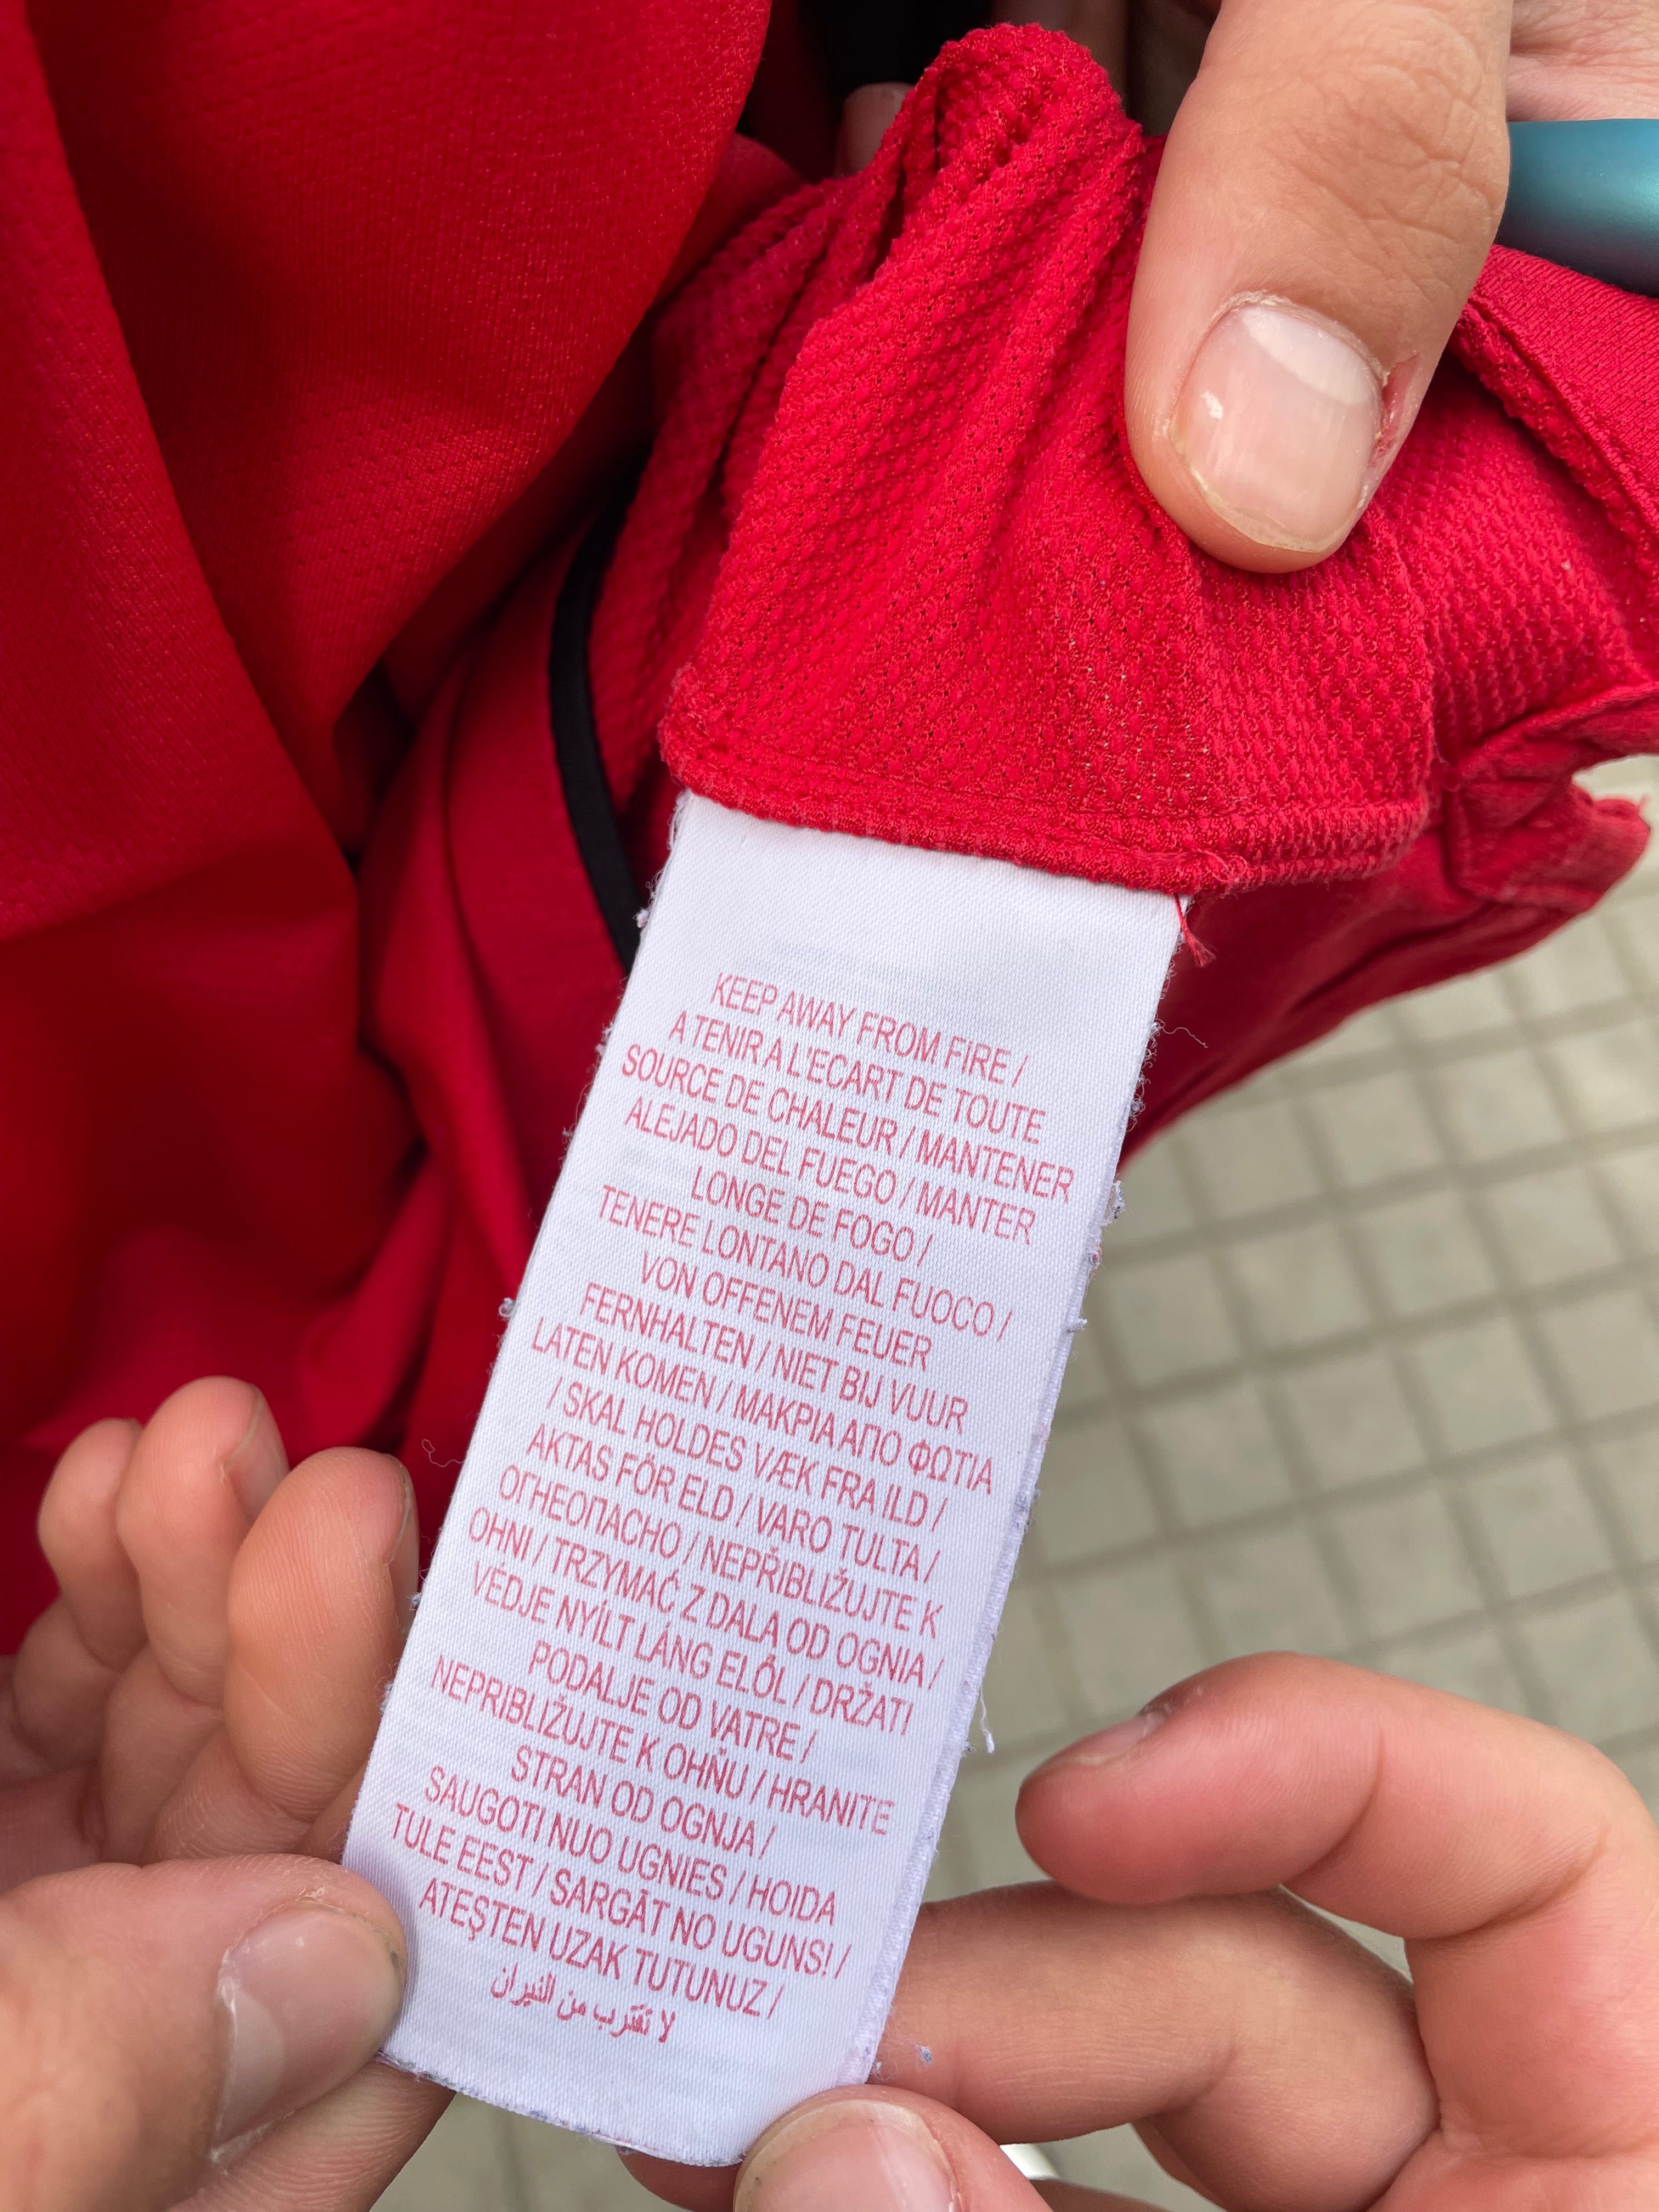 KEEP AWAY FROM FIRE /
A TENIR A L'ECART DE TOUTE
SOURCE DE CHALEUR / MANTENER
ALEJADO DEL FUEGO / MANTER
LONGE DE FOGO /
TENERE LONTANO DAL FUOCO /
VON OFFENEM FEUER
FERNHALTEN / NIET BIJ VUUR
LATEN KOMEN / ΜΑΚΡΙΑ ΑΠΟ ΦΩΤΙΑ
/ SKAL HOLDES VÆK FRA ILD /
AKTAS FÖR ELD / VARO TULTA /
ОГНЕОПАСНО / NEPŘIBLIŽUJTE K
OHNI / TRZYMAĆ Z DALA OD OGNIA /
VÉDJE NYÍLT LÁNG ELŐL / DRŽATI
PODALJE OD VATRE /
NEPRIBLIŽUJTE K OHŇU / HRANITE
STRAN OD OGNJA /
SAUGOTI NUO UGNIES / HOIDA
TULE EEST / SARGĀT NO UGUNS! /
ATEŞTEN UZAK TUTUNUZ /
لا تقترب من النيران